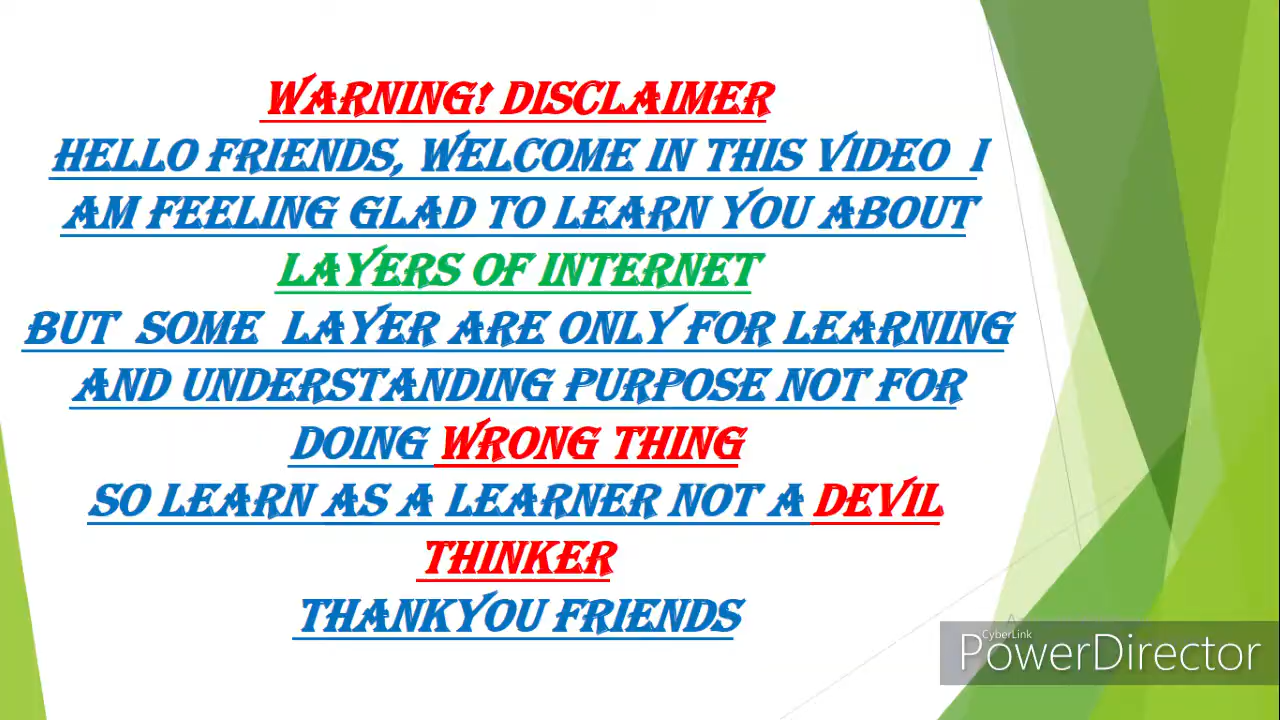 WARNING! DISCLAIMER
HELLO FRIENDS, WELCOME IN THIS VIDEO I
AM FEELING GLAD TO LEARN YOU ABOUT
LAYERS OF INTERNET
BUT SOME LAYER ARE ONLY FOR LEARNING
AND UNDERSTANDING PURPOSE NOT FOR
DOING WRONG THING
SO LEARN AS A LEARNER NOT A DEVIL
THINKER
THANKYOU FRIENDS
CyberLink
PowerDirector